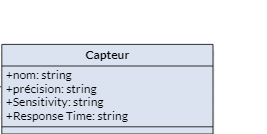 Capteur
+nom: string
+précision: string
+Sensitivity: string
+Response Time: string